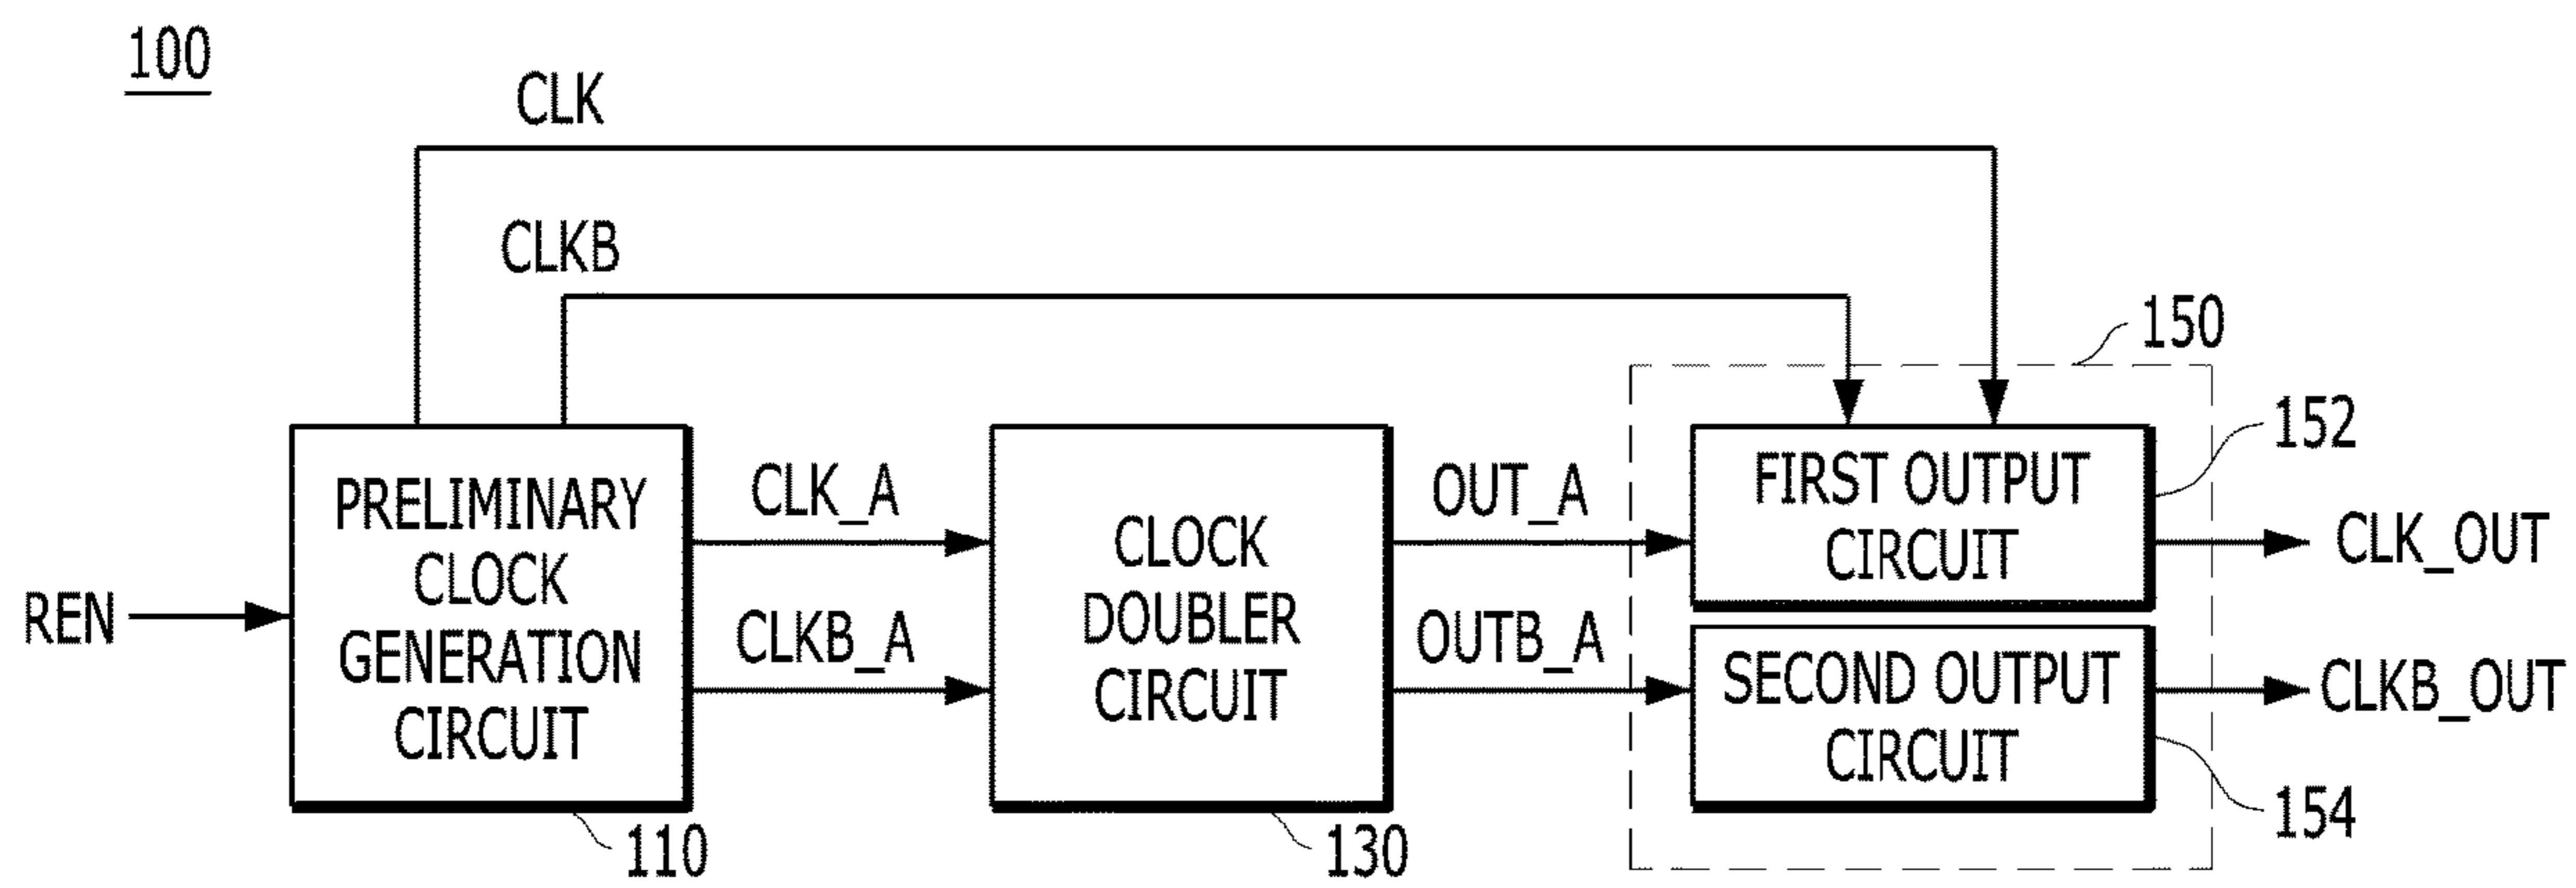 100
CLK
CLKB
150
152
PRELIMINARY
CLOCK
GENERATION
CIRCUIT
CLK_A
CLKB_A
CLOCK
DOUBLER
CIRCUIT
OUT_A
OUTB_A
FIRST OUTPUT
CIRCUIT
SECOND OUTPUT
CIRCUIT
CLK_OUT
CLKB_OUT
REN
110
130
154